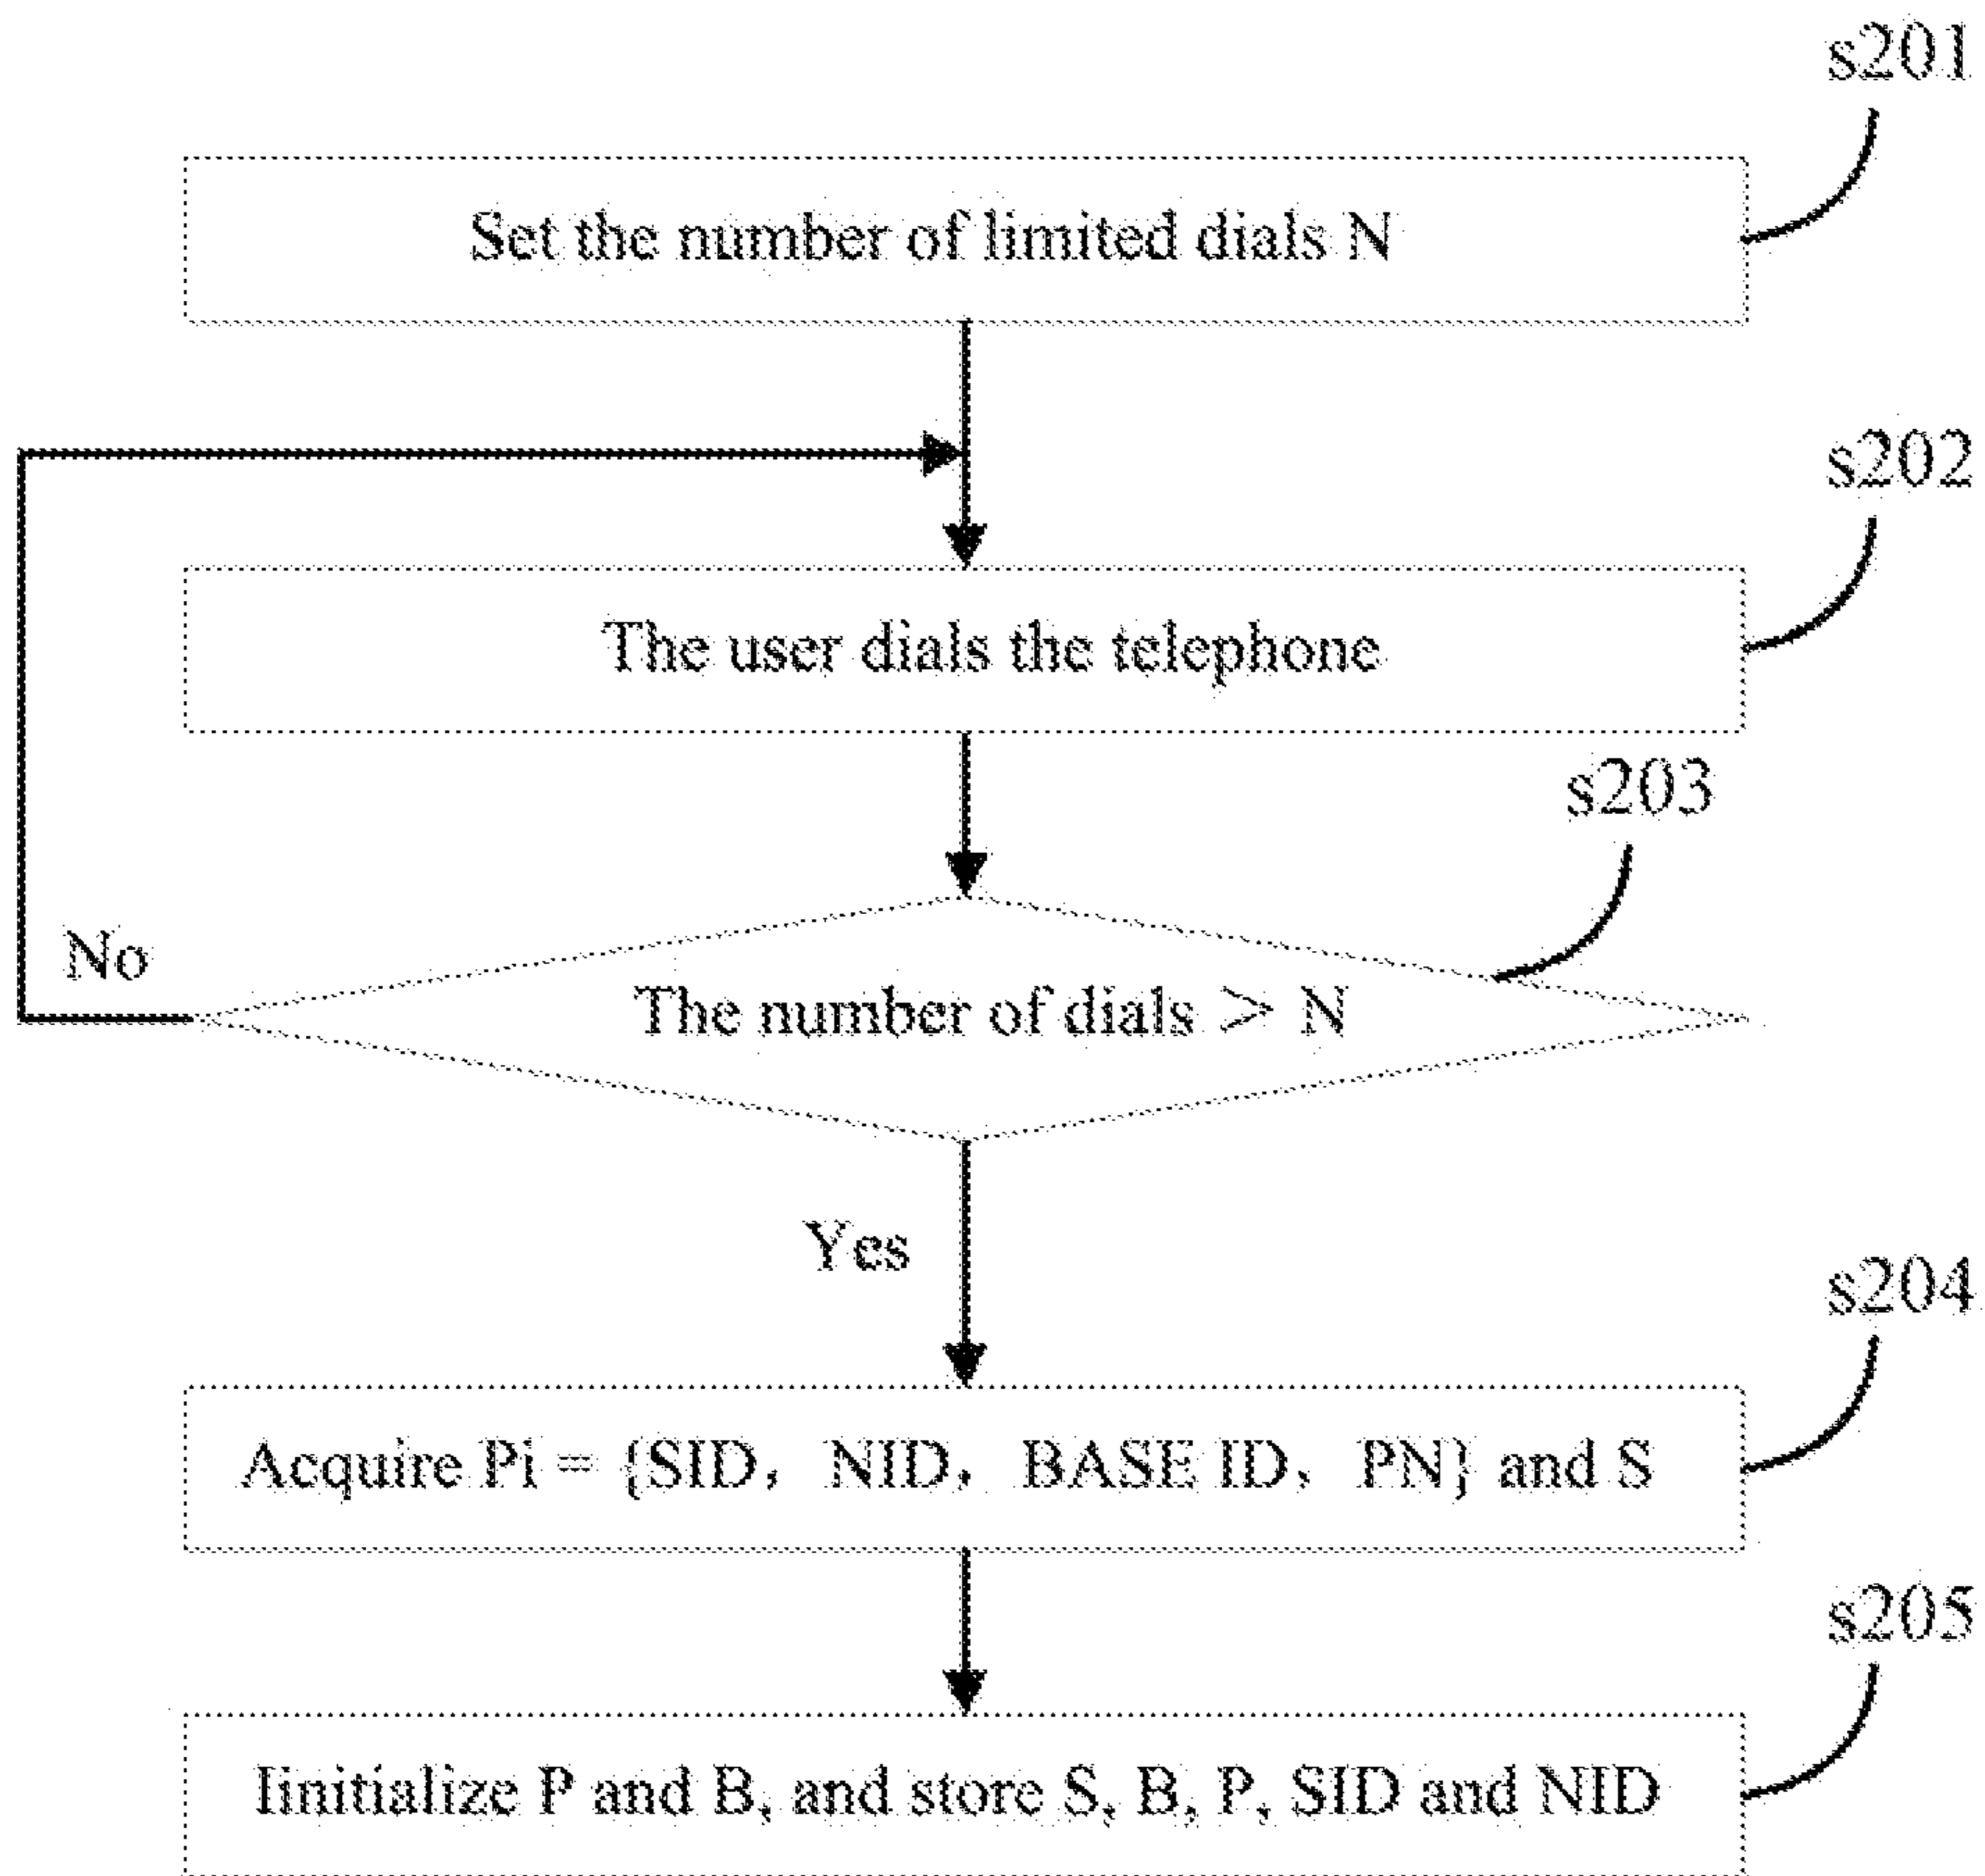 s201
Set the number of limited dials N
s202
The user dials the telephone
s203
No
The number of dials > N
Yes
s204
Acquire Pi = {SID, NID, BASE ID, PN} and S
s205
Iinitialize P and B, and store S, B, P, SID and NID